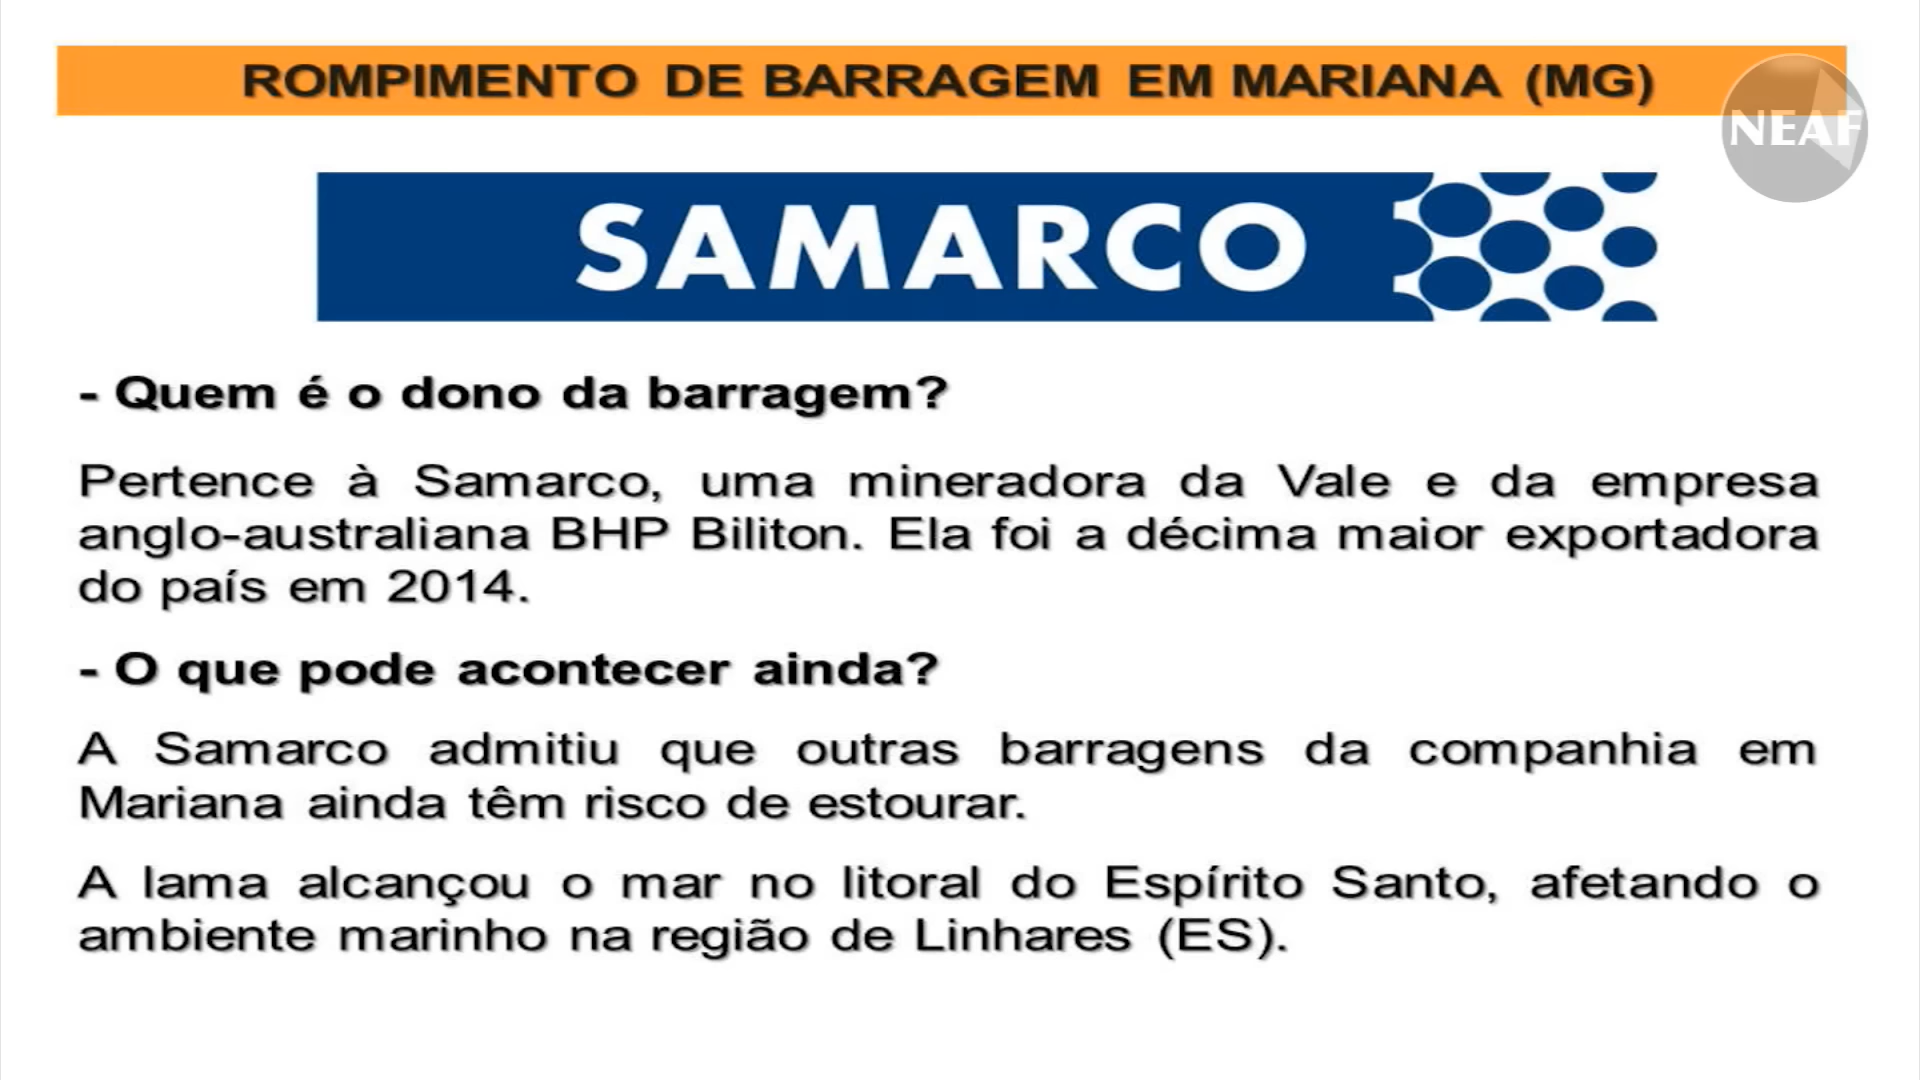 ROMPIMENTO DE BARRAGEM EM MARIANA (MG)
NEAF
SAMARCO
- Quem é o dono da barragem?
Pertence à Samarco, uma mineradora da Vale e da empresa
anglo-australiana BHP Biliton. Ela foi a décima maior exportadora
do país em 2014.
- O que pode acontecer ainda?
A Samarco admitiu que outras barragens da companhia em
Mariana ainda têm risco de estourar.
A lama alcançou o mar no litoral do Espírito Santo, afetando o
ambiente marinho na região de Linhares (ES).